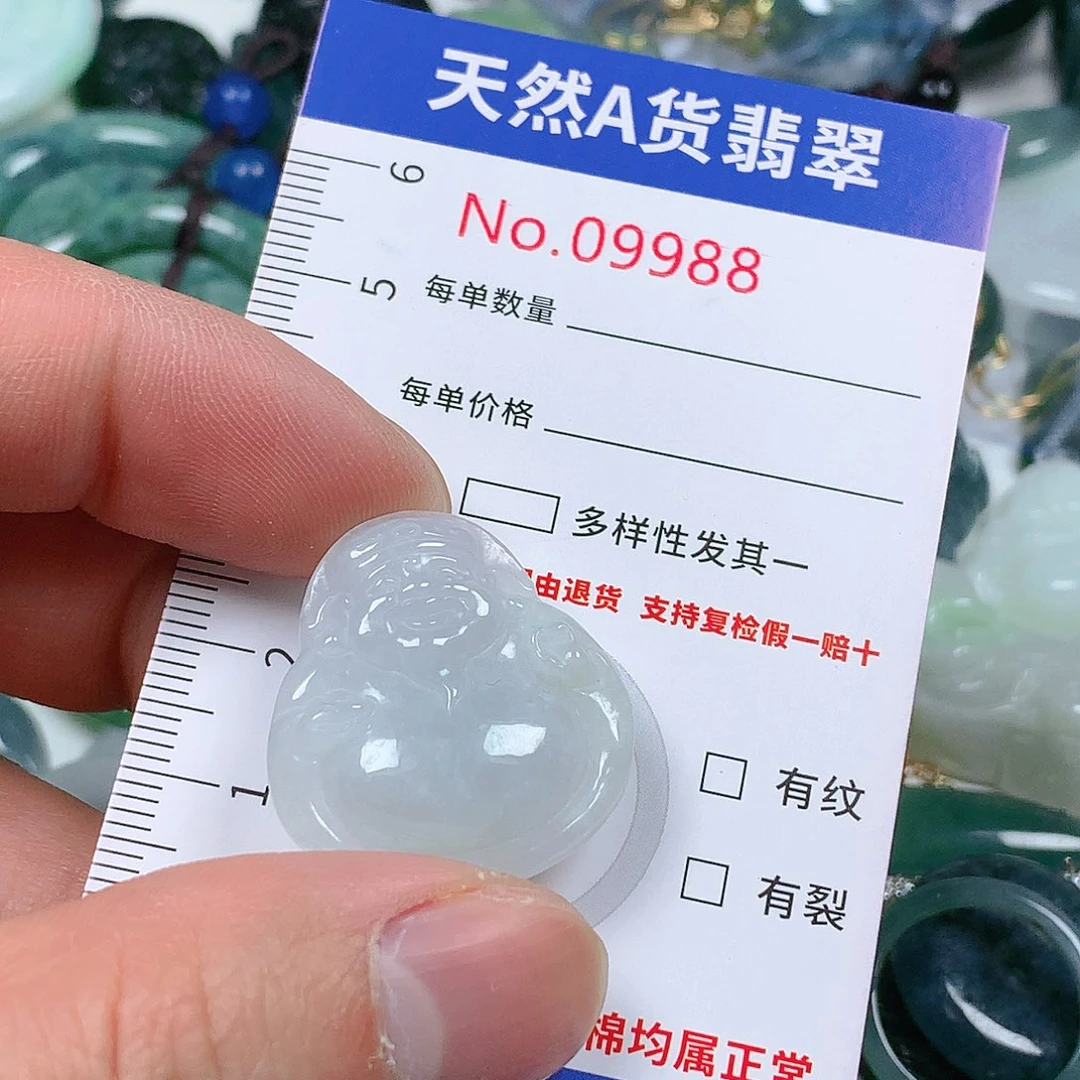 天然A货翡翠
No.09988
6
5
每单数量
每单价格
多样性发其一
由退货 支持复检假一赔十
2
1
有纹
有裂
棉均属正常